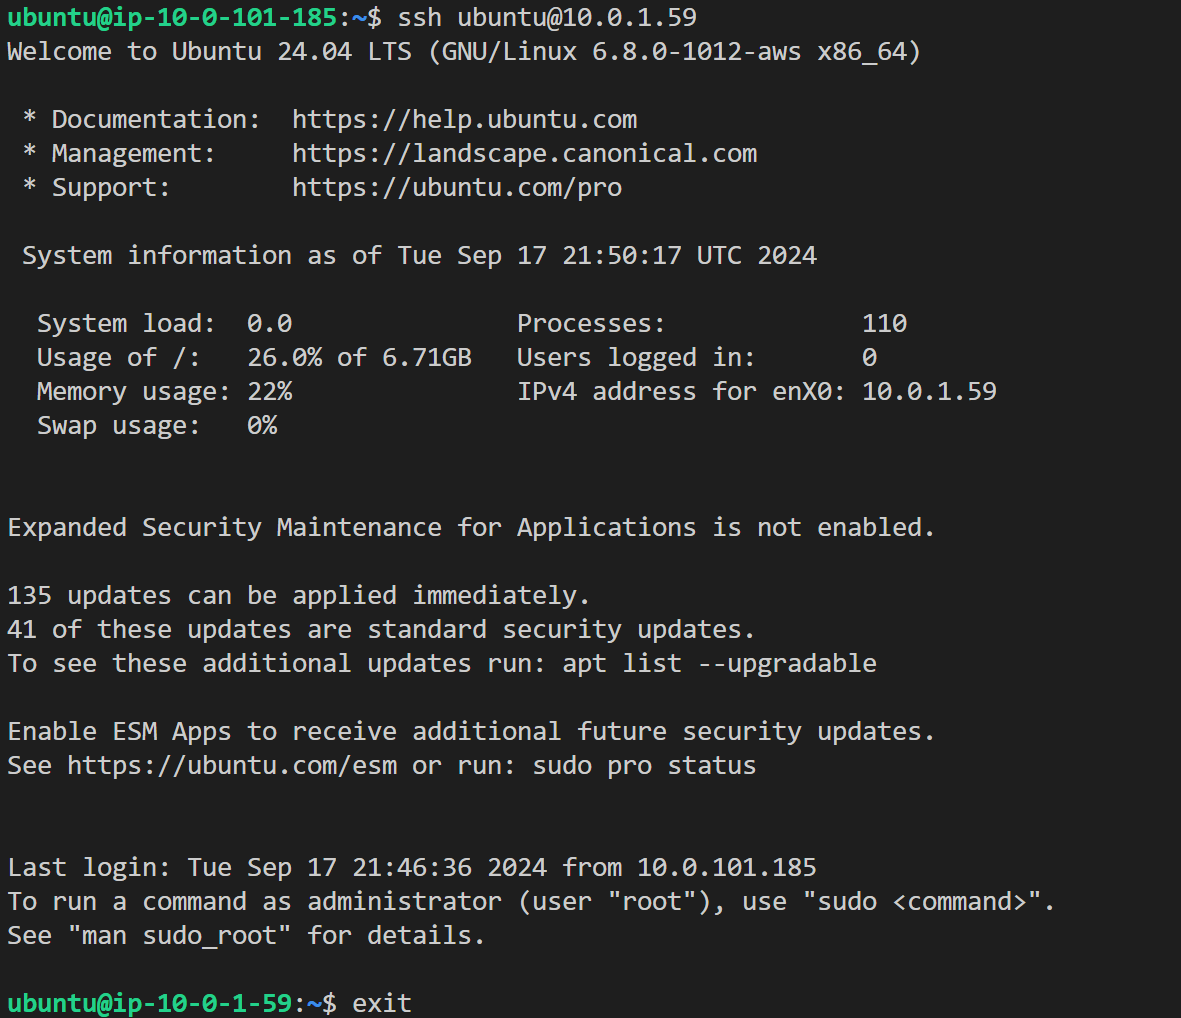 ubuntu@ip-10-0-101-185:~$ ssh ubuntu@10.0.1.59
Welcome to Ubuntu 24.04 LTS (GNU/Linux 6.8.0-1012-aws x86_64)

 * Documentation:  https://help.ubuntu.com
 * Management:     https://landscape.canonical.com
 * Support:        https://ubuntu.com/pro

 System information as of Tue Sep 17 21:50:17 UTC 2024

  System load:  0.0               Processes:             110
  Usage of /:   26.0% of 6.71GB   Users logged in:       0
  Memory usage: 22%               IPv4 address for enX0: 10.0.1.59
  Swap usage:   0%


Expanded Security Maintenance for Applications is not enabled.

135 updates can be applied immediately.
41 of these updates are standard security updates.
To see these additional updates run: apt list --upgradable

Enable ESM Apps to receive additional future security updates.
See https://ubuntu.com/esm or run: sudo pro status


Last login: Tue Sep 17 21:46:36 2024 from 10.0.101.185
To run a command as administrator (user "root"), use "sudo <command>".
See "man sudo_root" for details.

ubuntu@ip-10-0-1-59:~$ exit